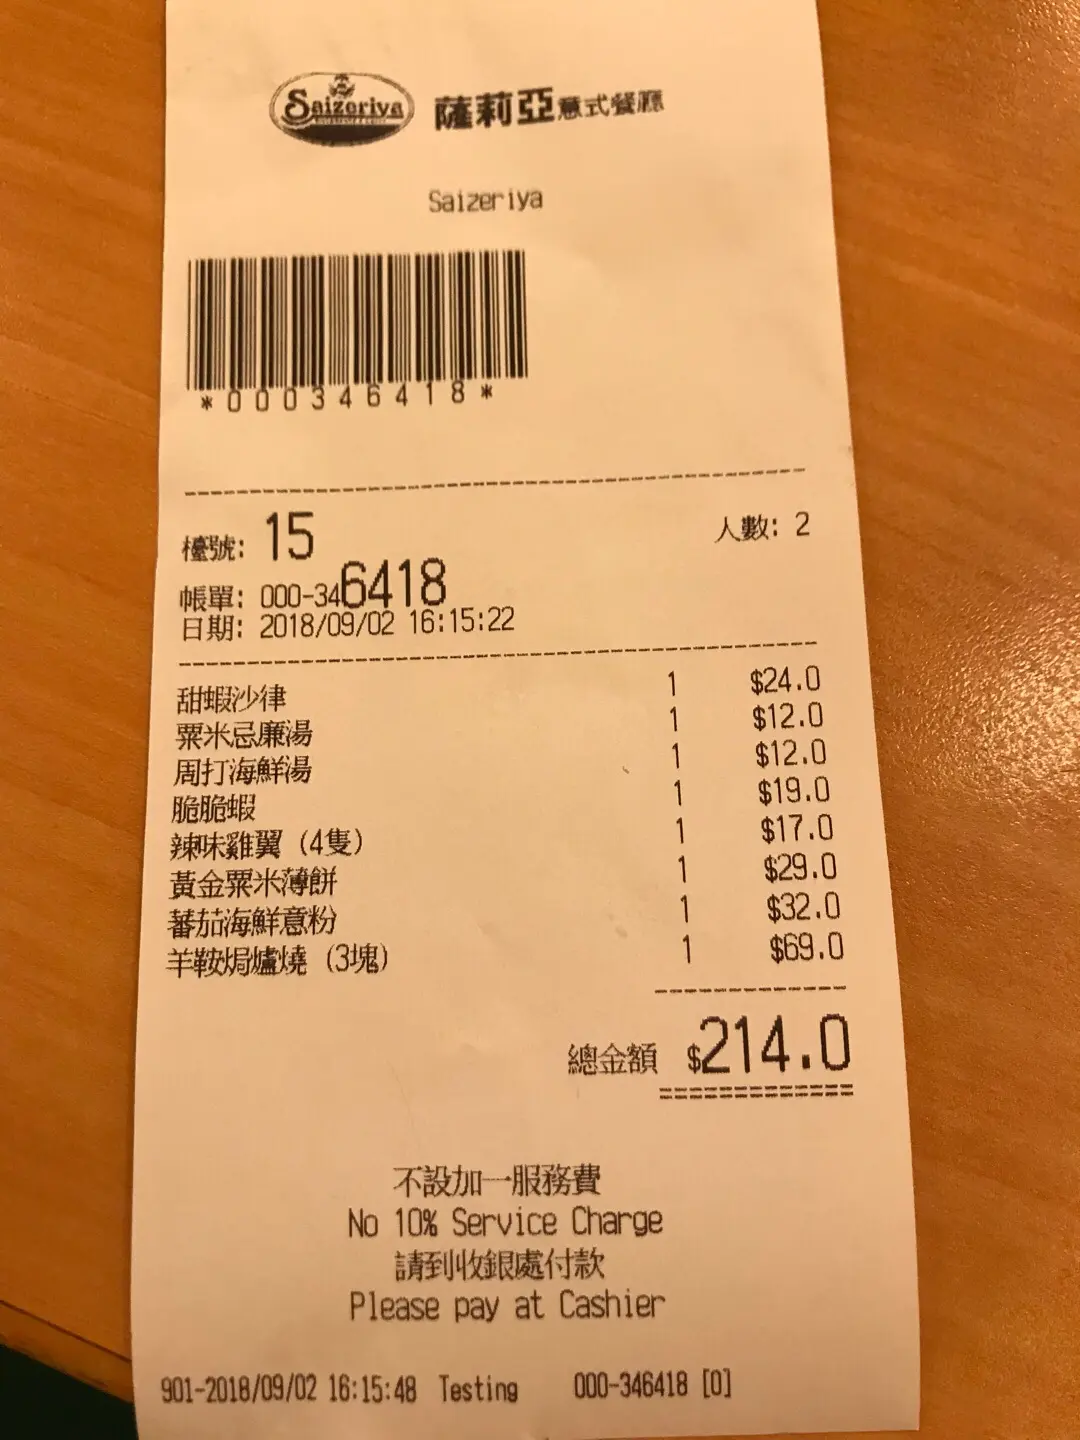 Saizeriya 薩莉亞意式餐廳
Saizeriya
*000346418*
檯號: 15 人數: 2
帳單: 000-346418
日期: 2018/09/02 16:15:22
甜蝦沙律 1 $24.0
粟米忌廉湯 1 $12.0
周打海鮮湯 1 $12.0
脆脆蝦 1 $19.0
辣味雞翼 (4隻) 1 $17.0
黃金粟米薄餅 1 $29.0
蕃茄海鮮意粉 1 $32.0
羊鞍焗爐燒 (3塊) 1 $69.0
總金額 $214.0
不設加一服務費
No 10% Service Charge
請到收銀處付款
Please pay at Cashier
901-2018/09/02 16:15:48 Testing 000-346418 [0]